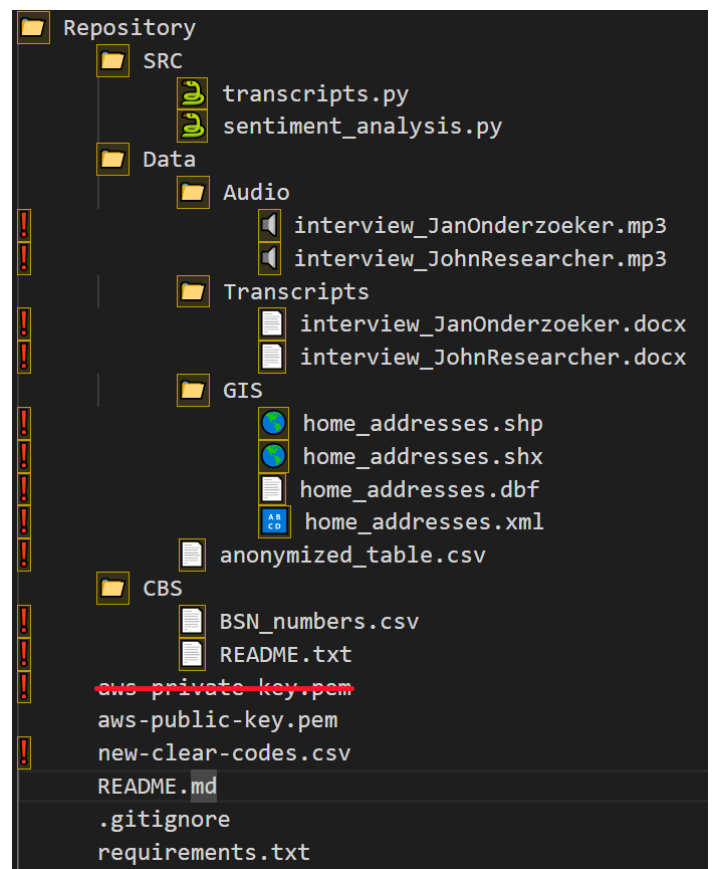 Repository
SRC
transcripts.py
sentiment_analysis.py
Data
Audio
interview_JanOnderzoeker.mp3
interview_JohnResearcher.mp3
Transcripts
interview_JanOnderzoeker.docx
interview_JohnResearcher.docx
GIS
home_addresses.shp
home_addresses.shx
home_addresses.dbf
home_addresses.xml
anonymized_table.csv
CBS
BSN_numbers.csv
README.txt
aws-private-key.pem
aws-public-key.pem
new-clear-codes.csv
README.md
.gitignore
requirements.txt